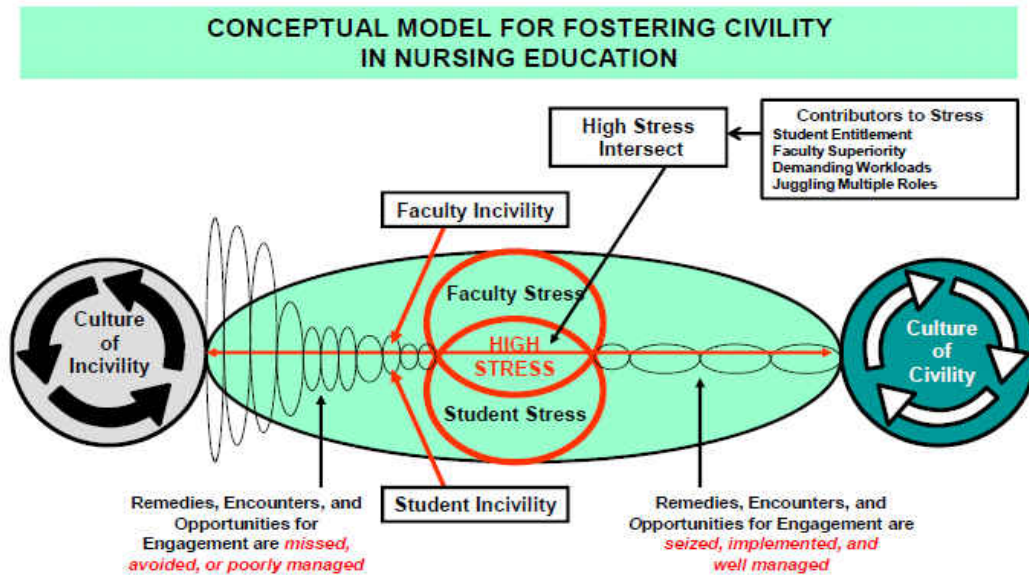 CONCEPTUAL MODEL FOR FOSTERING CIVILITY
IN NURSING EDUCATION
High Stress
Intersect
Contributors to Stress
Student Entitlement
Faculty Superiority
Demanding Workloads
Juggling Multiple Roles
Faculty Incivility
Culture
of
Incivility
Faculty Stress
HIGH
STRESS
Student Stress
Culture
of
Civility
Student Incivility
Remedies, Encounters, and
Opportunities for
Engagement are missed,
avoided, or poorly managed
Remedies, Encounters, and
Opportunities for Engagement are
seized, implemented, and
well managed